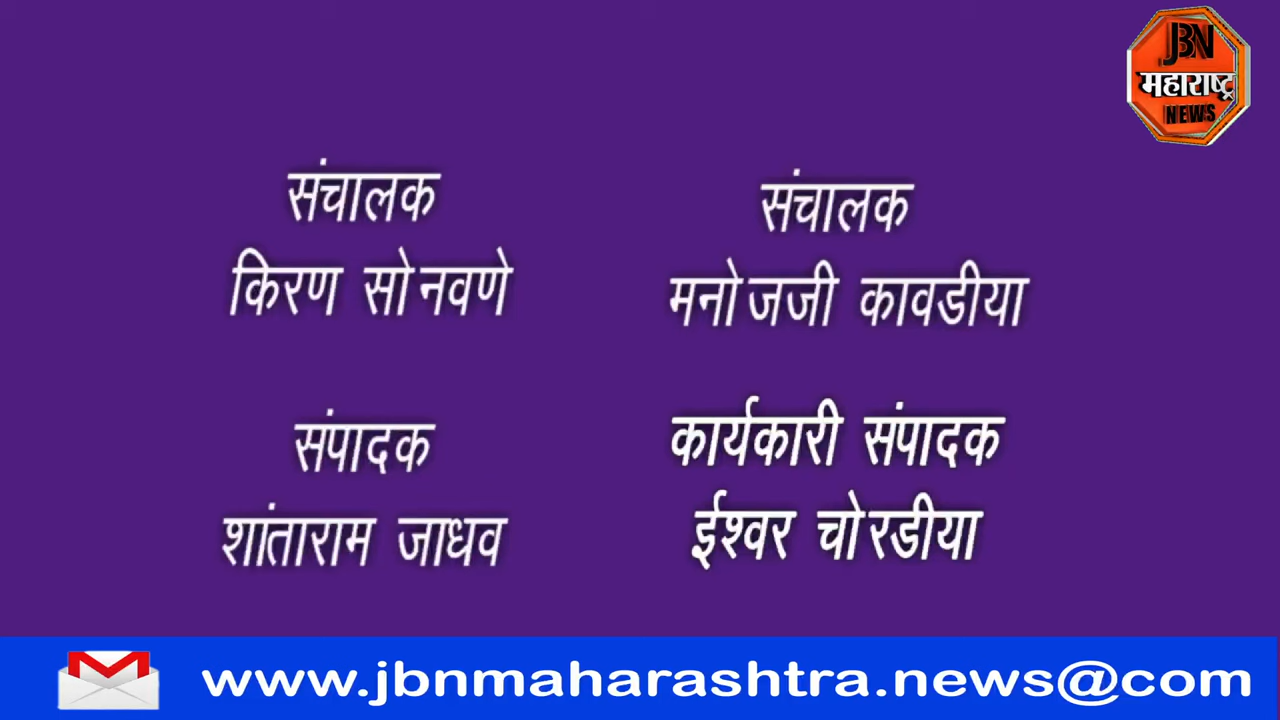 JBN
महाराष्ट्र
NEWS
संचालक
किरण सोनवणे
संचालक
मनोजजी कावडीया
संपादक
शांताराम जाधव
कार्यकारी संपादक
ईश्वर चोरडीया
www.jbnmaharashtra.news@com